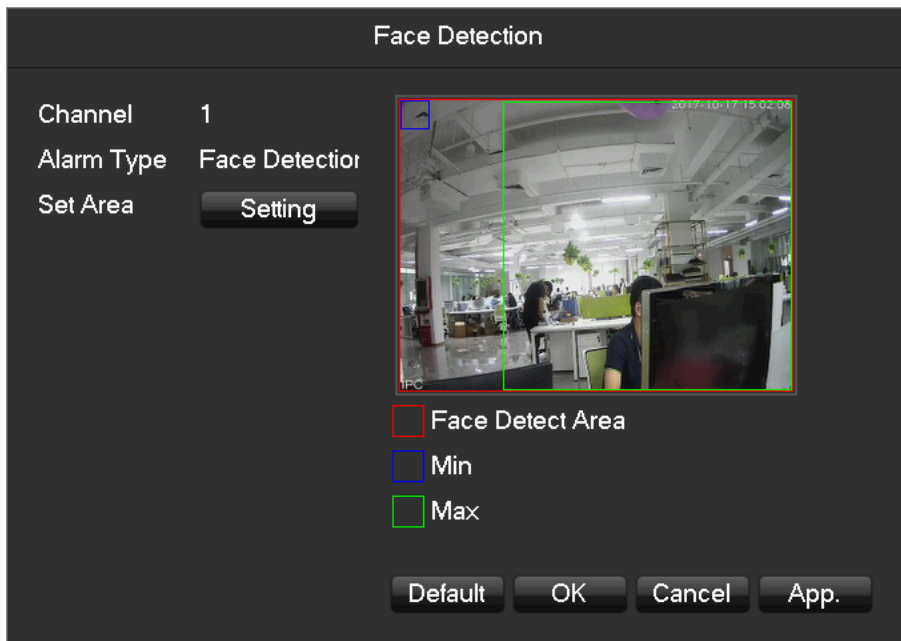 Face Detection
Channel 1
Alarm Type Face Detection
Set Area Setting
2017-10-17 15 02 08
IPC
Face Detect Area
Min
Max
Default OK Cancel App.